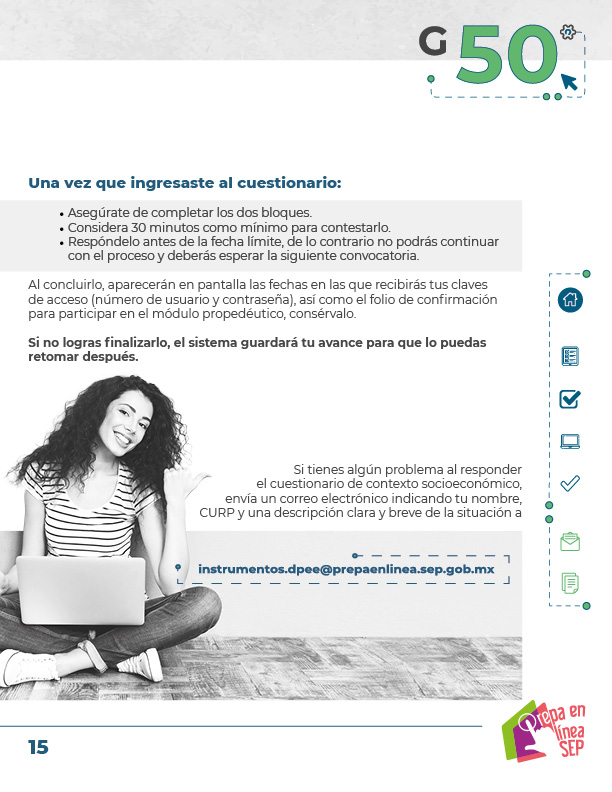 G 50
Una vez que ingresaste al cuestionario:
• Asegúrate de completar los dos bloques.
• Considera 30 minutos como mínimo para contestarlo.
• Respóndelo antes de la fecha límite, de lo contrario no podrás continuar
con el proceso y deberás esperar la siguiente convocatoria.
Al concluirlo, aparecerán en pantalla las fechas en las que recibirás tus claves
de acceso (número de usuario y contraseña), así como el folio de confirmación
para participar en el módulo propedéutico, consérvalo.
Si no logras finalizarlo, el sistema guardará tu avance para que lo puedas
retomar después.
Si tienes algún problema al responder
el cuestionario de contexto socioeconómico,
envía un correo electrónico indicando tu nombre,
CURP y una descripción clara y breve de la situación a
instrumentos.dpee@prepaenlinea.sep.gob.mx
15
Prepa en
línea
SEP